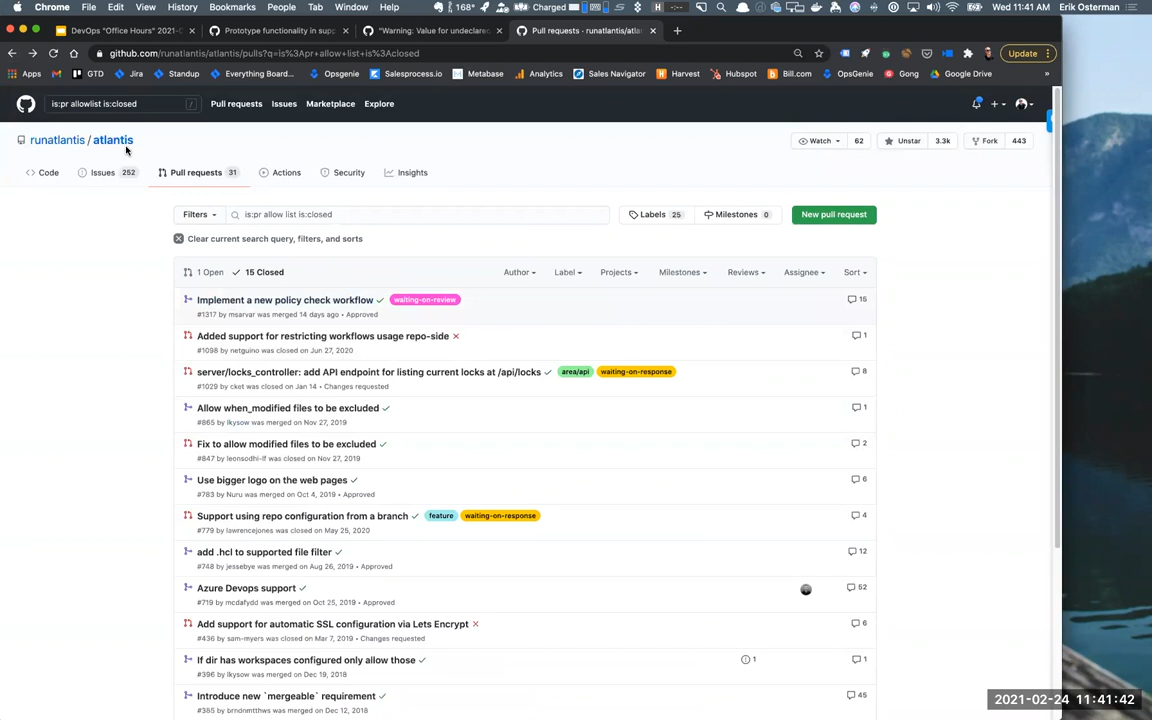 Chrome File Edit View History Bookmarks People Tab Window Help 168° Charged Wed 11:41 AM Erik Osterman
DevOps "Office Hours" 2021-0 Prototype functionality in supp "Warning: Value for undeclare Pull requests · runatlantis/atla
github.com/runatlantis/atlantis/pulls?q=is%3Apr+allow+list+is%3Aclosed Update
Apps GTD Jira Standup Everything Board... Opsgenie Salesprocess.io Metabase Analytics Sales Navigator Harvest Hubspot Bill.com OpsGenie Gong Google Drive »
is:pr allowlist is:closed / Pull requests Issues Marketplace Explore
runatlantis / atlantis Watch 62 Unstar 3.3k Fork 443
Code Issues 252 Pull requests 31 Actions Security Insights
Filters is:pr allow list is:closed Labels 25 Milestones 0 New pull request
Clear current search query, filters, and sorts
1 Open 15 Closed Author Label Projects Milestones Reviews Assignee Sort
Implement a new policy check workflow waiting-on-review 15
#1317 by msarvar was merged 14 days ago • Approved
Added support for restricting workflows usage repo-side 1
#1098 by netguino was closed on Jun 27, 2020
server/locks_controller: add API endpoint for listing current locks at /api/locks area/api waiting-on-response 8
#1029 by cket was closed on Jan 14 • Changes requested
Allow when_modified files to be excluded 1
#865 by lkysow was merged on Nov 27, 2019
Fix to allow modified files to be excluded 2
#847 by leonsodhi-lf was closed on Nov 27, 2019
Use bigger logo on the web pages 6
#783 by Nuru was merged on Oct 4, 2019 • Approved
Support using repo configuration from a branch feature waiting-on-response 4
#779 by lawrencejones was closed on May 25, 2020
add .hcl to supported file filter 12
#748 by jessebye was merged on Aug 26, 2019 • Approved
Azure Devops support 52
#719 by mcdafydd was merged on Oct 25, 2019 • Approved
Add support for automatic SSL configuration via Lets Encrypt 6
#436 by sam-myers was closed on Mar 7, 2019 • Changes requested
If dir has workspaces configured only allow those 1 1
#396 by lkysow was merged on Dec 19, 2018
Introduce new `mergeable` requirement 45
#385 by brndnmtthws was merged on Dec 12, 2018
2021-02-24 11:41:42